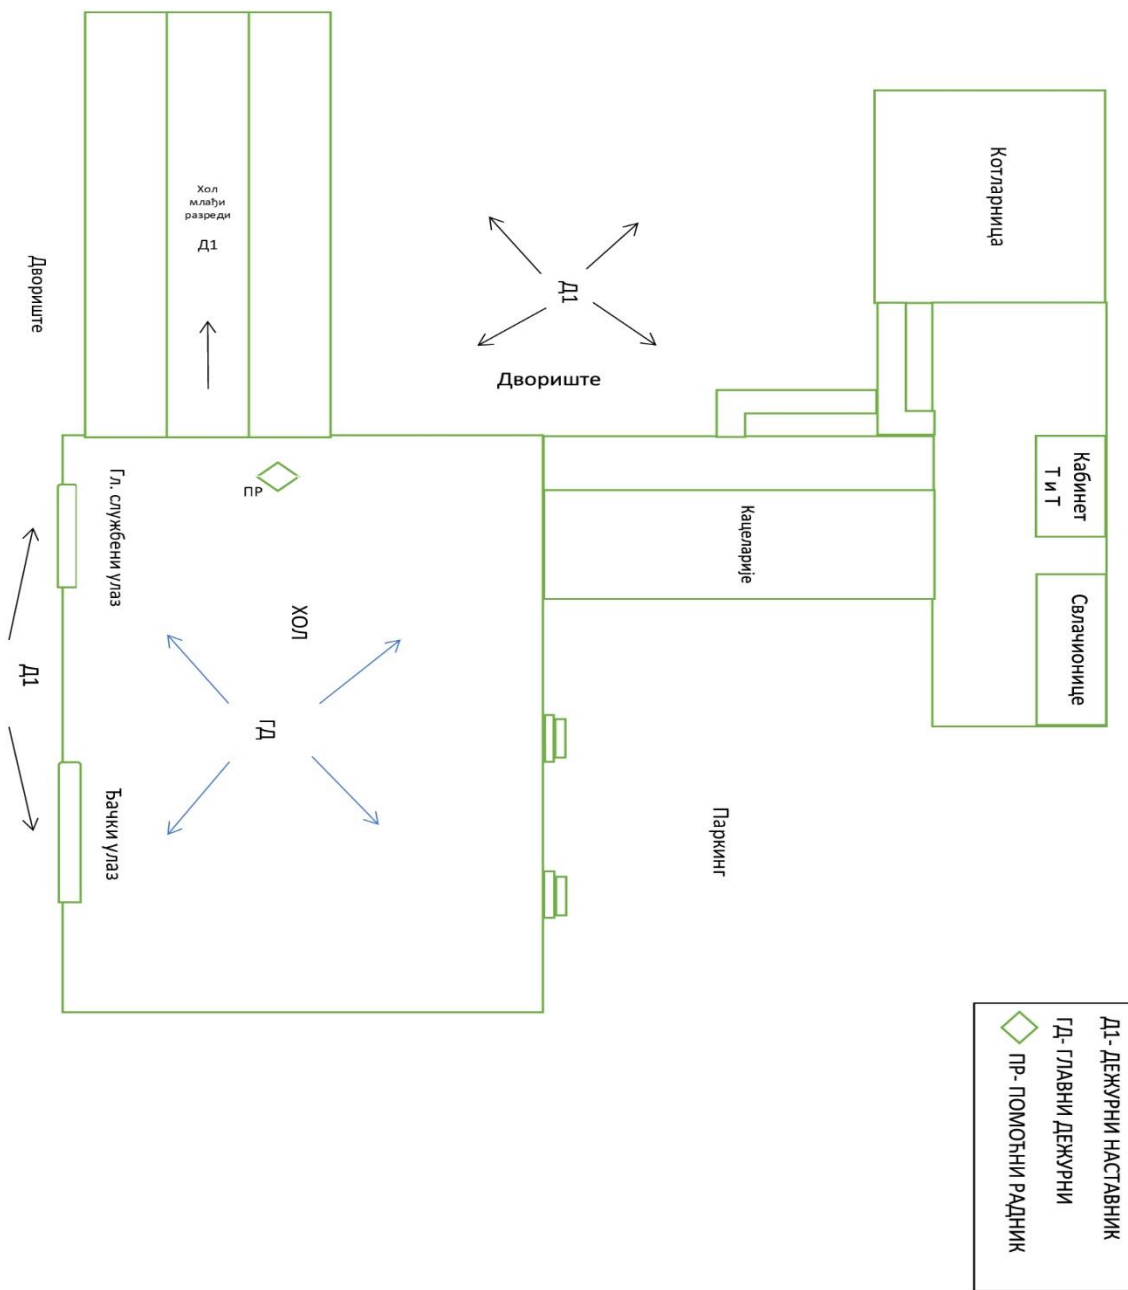 Хол
млађи
разреди
Д1
Двориште
Д1
Двориште
Котларница
Кабинет
Т и Т
Свлачионице
Кацеларије
ПР
Гл. службени улаз
ХОЛ
Д1
ГД
Ђачки улаз
Паркинг
Д1- ДЕЖУРНИ НАСТАВНИК
ГД- ГЛАВНИ ДЕЖУРНИ
ПР- ПОМОЋНИ РАДНИК